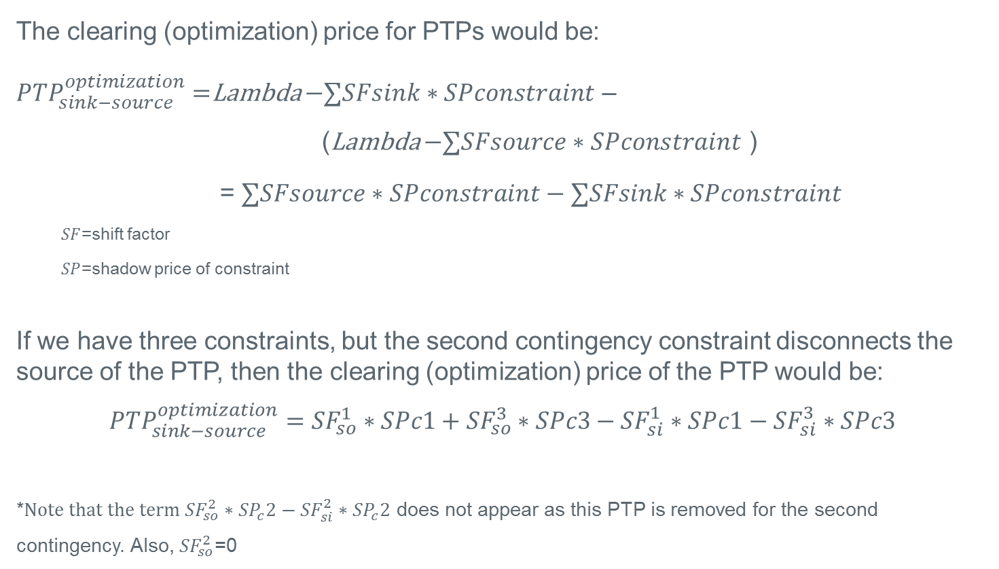 The clearing (optimization) price for PTPs would be:
$PTP_{sink-source}^{optimization} = Lambda - \sum SFsink * SPconstraint -$
$(Lambda - \sum SFsource * SPconstraint\ )$
$= \sum SFsource * SPconstraint - \sum SFsink * SPconstraint$
SF=shift factor
SP=shadow price of constraint
If we have three constraints, but the second contingency constraint disconnects the
source of the PTP, then the clearing (optimization) price of the PTP would be:
$PTP_{sink-source}^{optimization} = SF_{so}^{1} * SPc1 + SF_{so}^{3} * SPc3 - SF_{si}^{1} * SPc1 - SF_{si}^{3} * SPc3$
*Note that the term $SF_{so}^{2} * SP_{c}2 - SF_{si}^{2} * SP_{c}2$ does not appear as this PTP is removed for the second
contingency. Also, $SF_{so}^{2}$=0